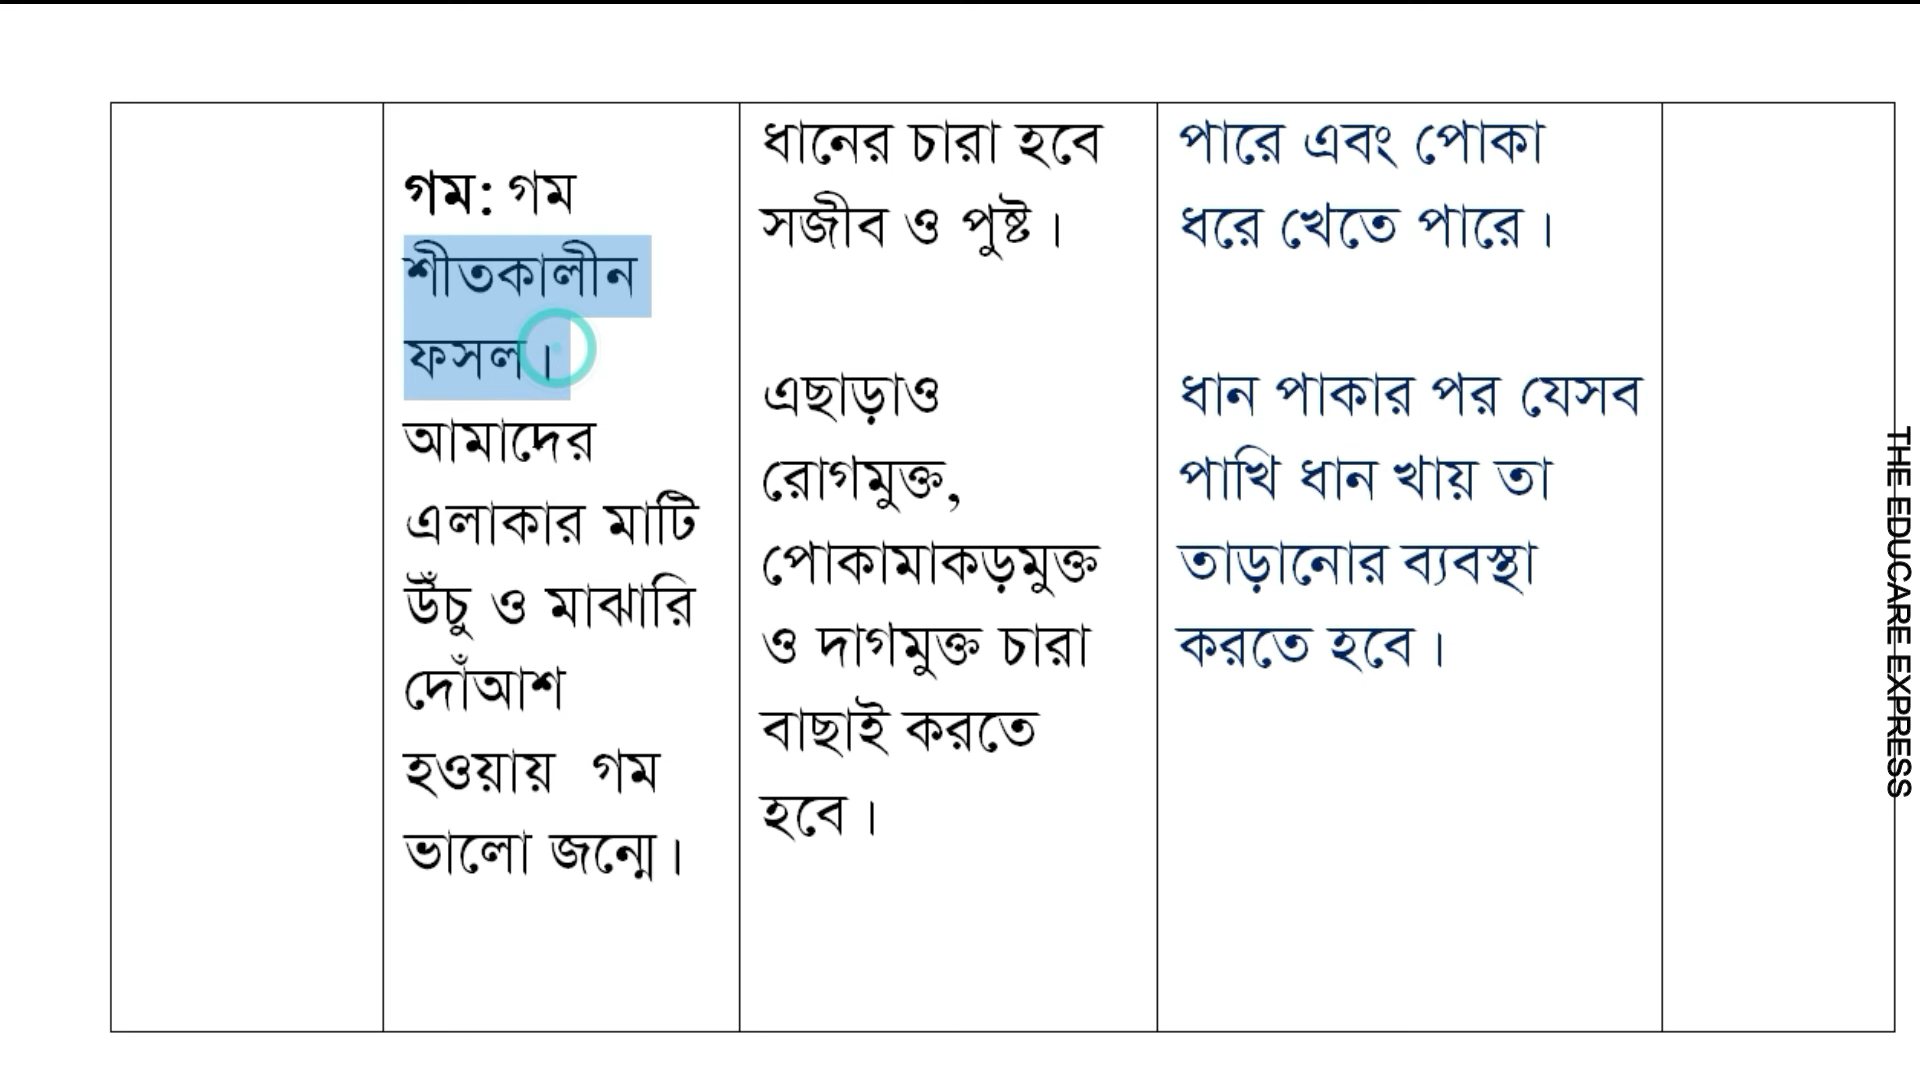 গম: গম
শীতকালীন
ফসল।
আমাদের
এলাকার মাটি
উঁচু ও মাঝারি
দোঁআশ
হওয়ায় গম
ভালো জন্মে।
ধানের চারা হবে
সজীব ও পুষ্ট।
এছাড়াও
রোগমুক্ত,
পোকামাকড়মুক্ত
ও দাগমুক্ত চারা
বাছাই করতে
হবে।
পারে এবং পোকা
ধরে খেতে পারে।
ধান পাকার পর যেসব
পাখি ধান খায় তা
তাড়ানোর ব্যবস্থা
করতে হবে।
THE EDUCARE EXPRESS